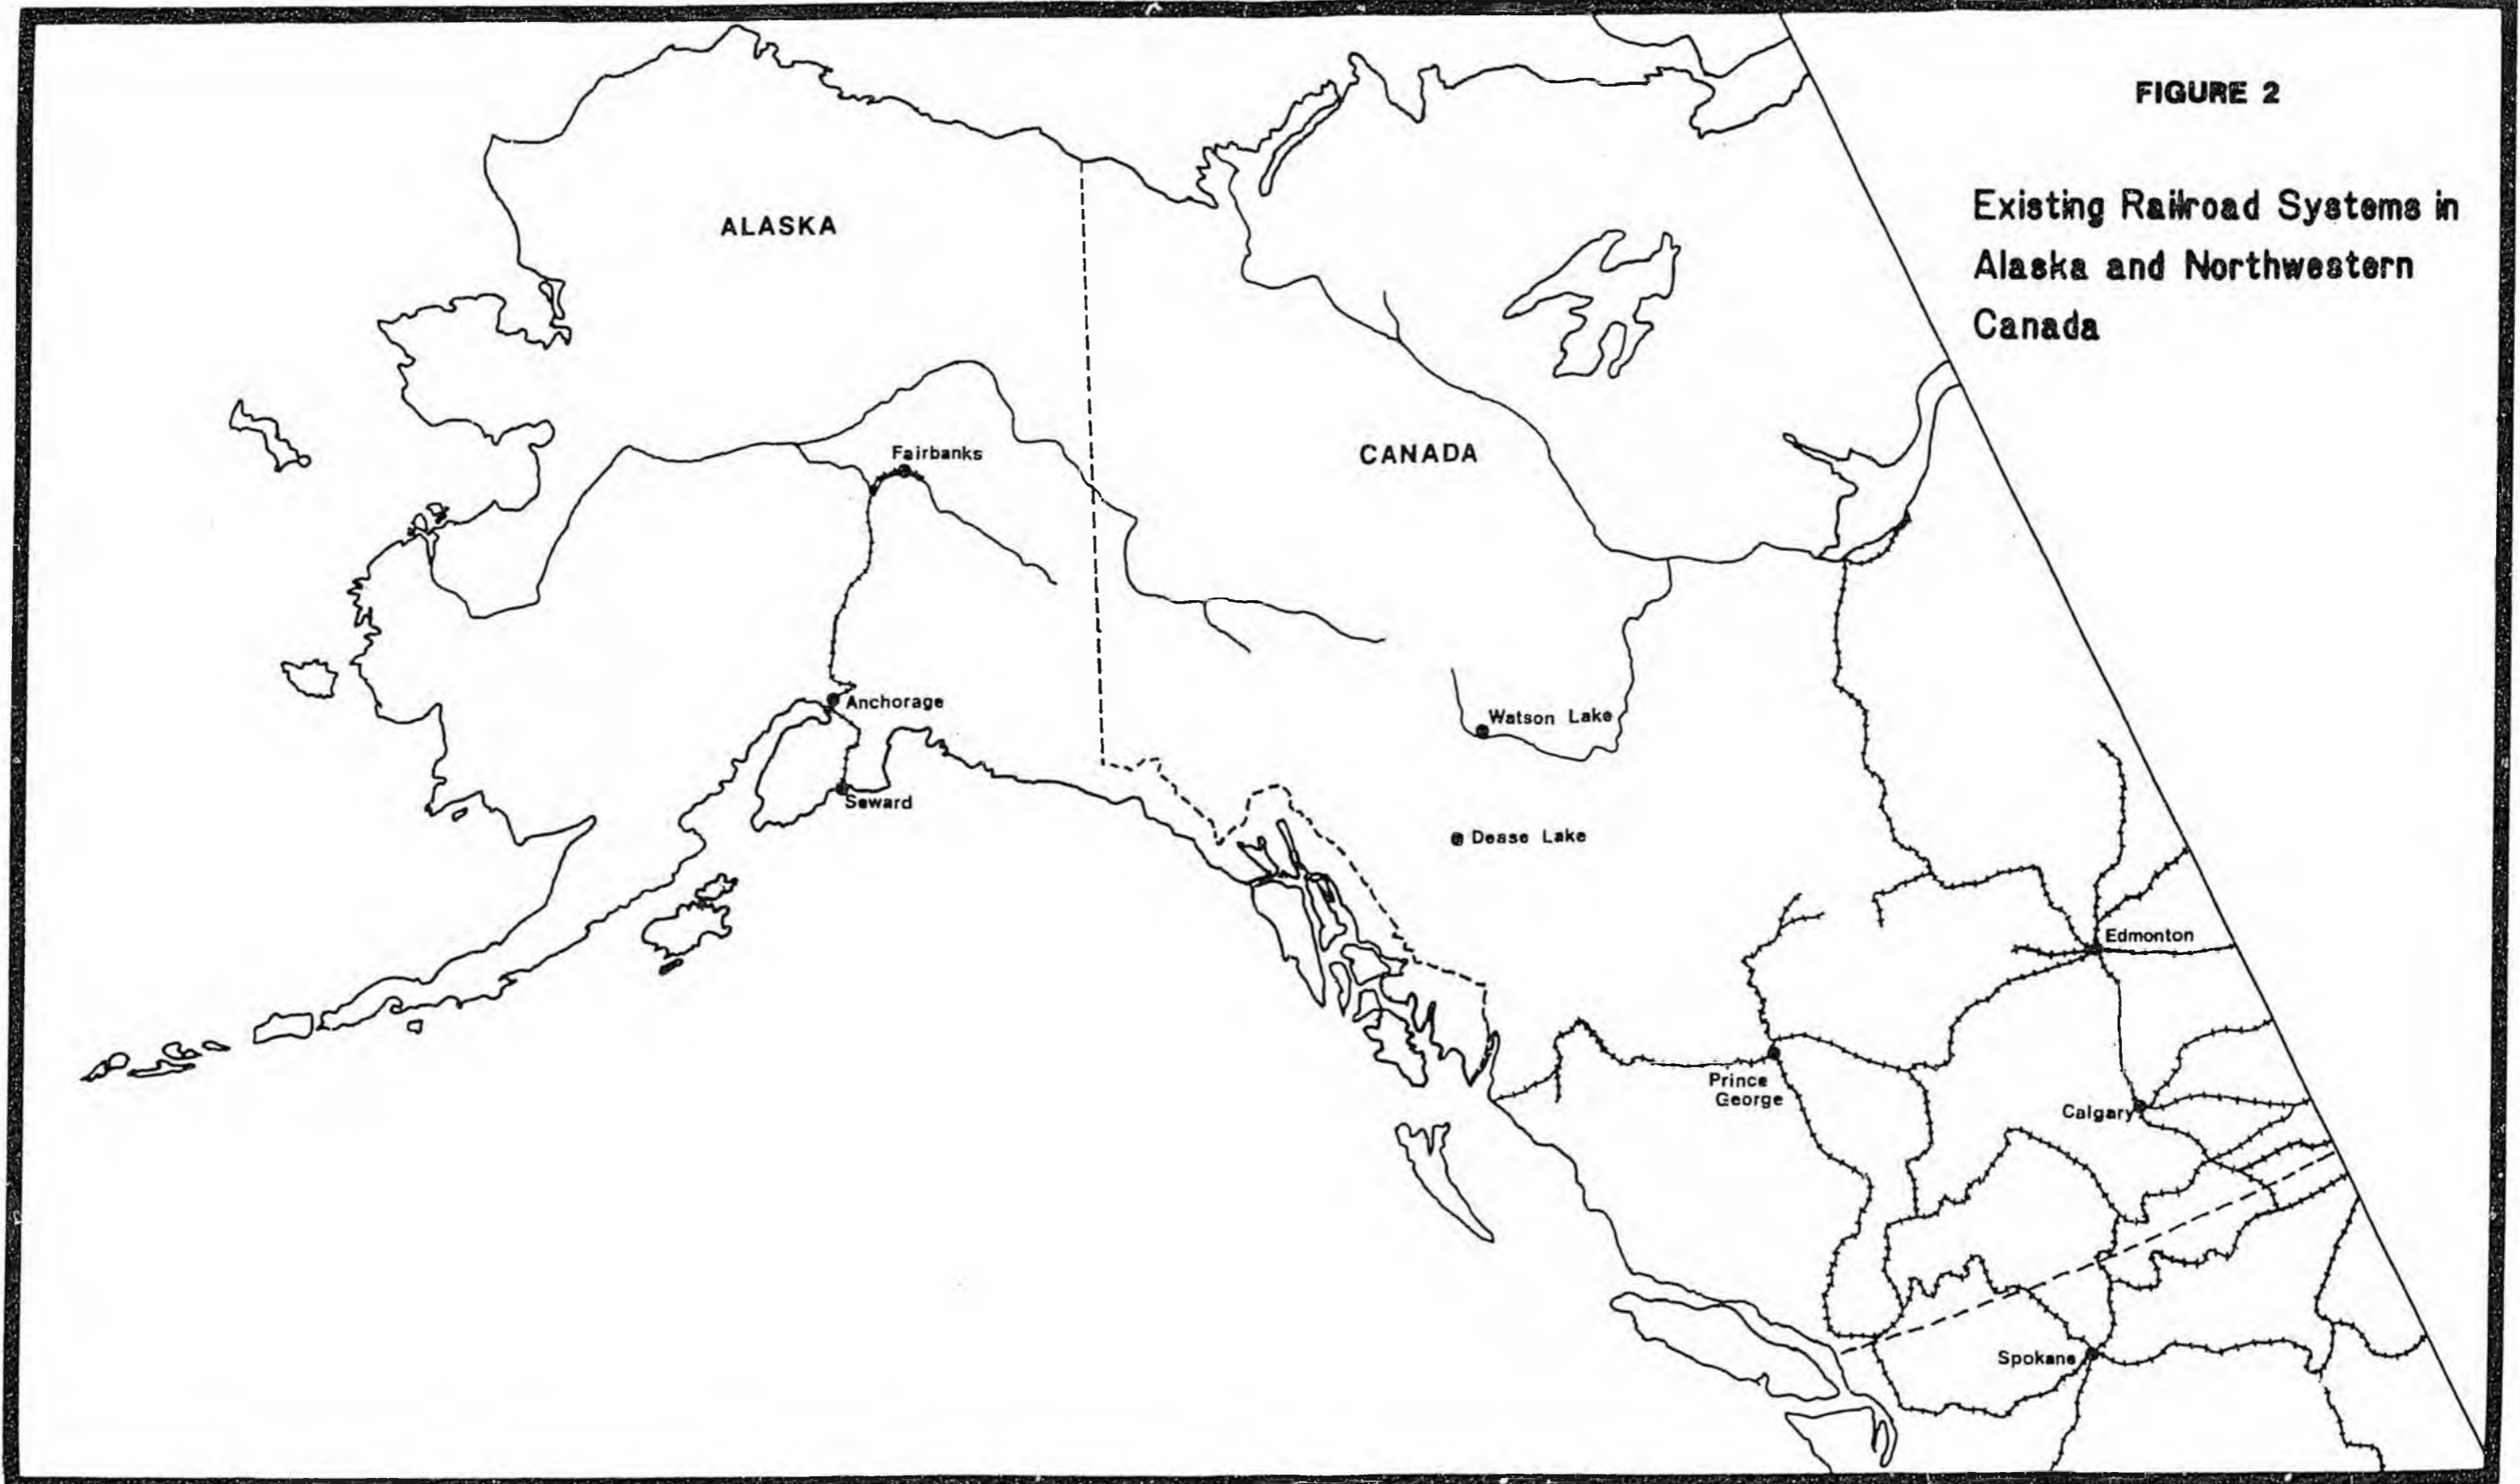 FIGURE 2
Existing Railroad Systems in
Alaska and Northwestern
Canada
ALASKA
CANADA
Fairbanks
Anchorage
Seward
Watson Lake
Dease Lake
Edmonton
Prince
George
Calgary
Spokane